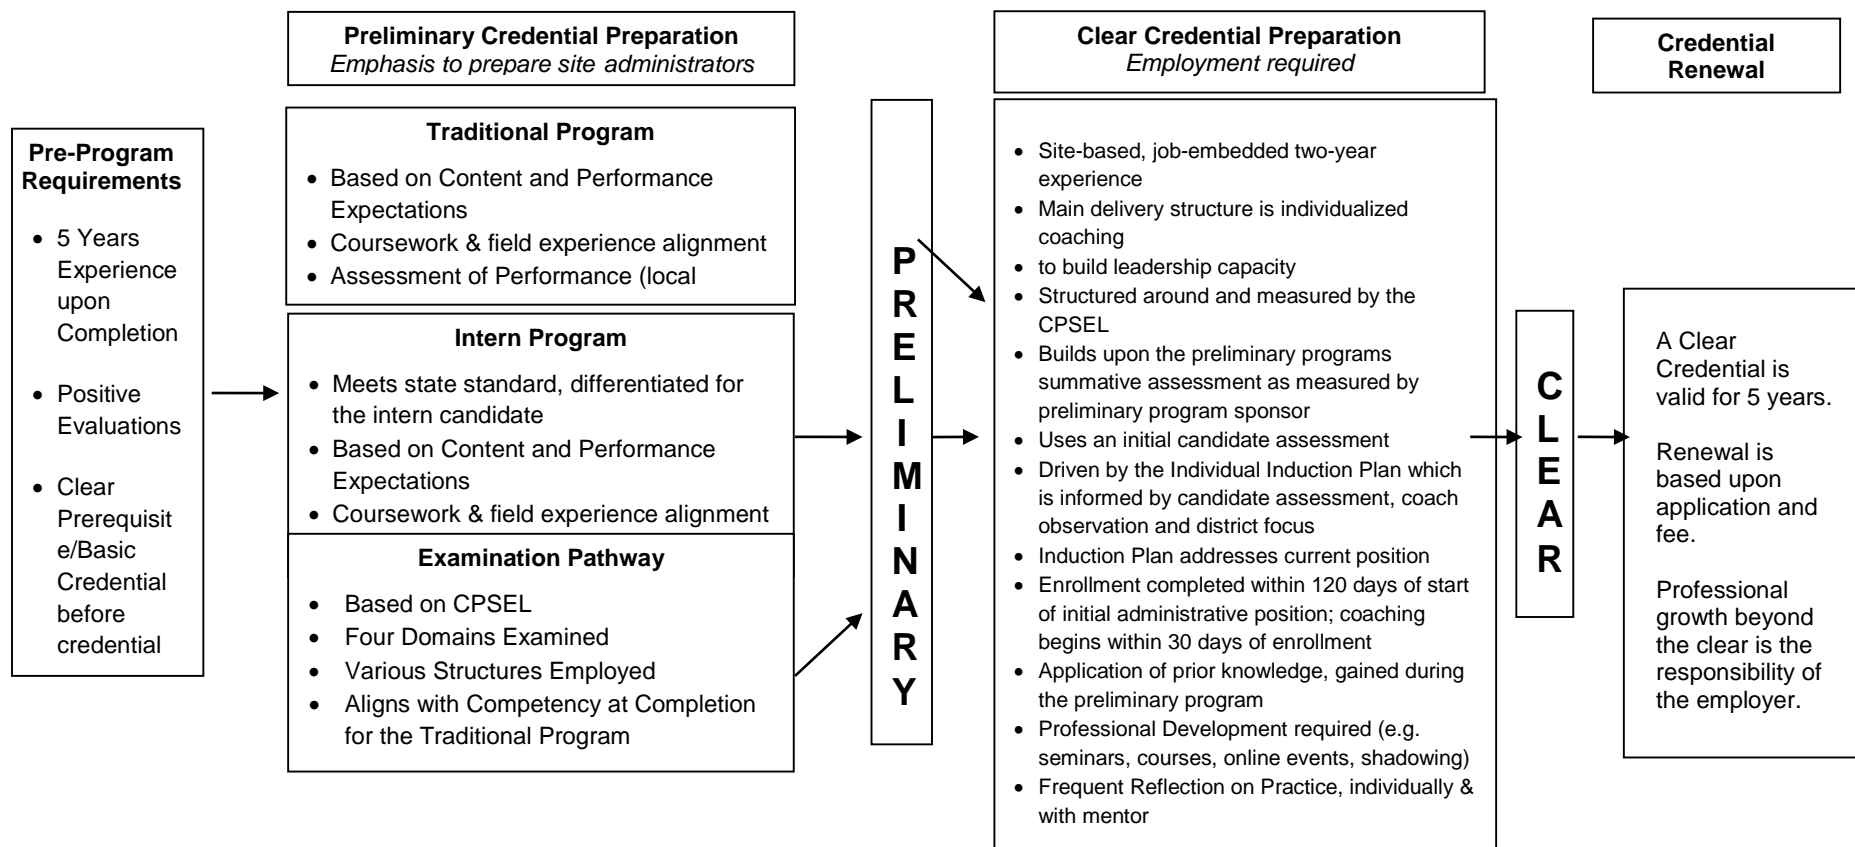 Preliminary Credential Preparation
Emphasis to prepare site administrators
Clear Credential Preparation
Employment required
Credential
Renewal
Pre-Program
Requirements
• 5 Years
Experience
upon
Completion
• Positive
Evaluations
• Clear
Prerequisit
e/Basic
Credential
before
credential
Traditional Program
• Based on Content and Performance
Expectations
• Coursework & field experience alignment
• Assessment of Performance (local
Intern Program
• Meets state standard, differentiated for
the intern candidate
• Based on Content and Performance
Expectations
• Coursework & field experience alignment
Examination Pathway
• Based on CPSEL
• Four Domains Examined
• Various Structures Employed
• Aligns with Competency at Completion
for the Traditional Program
P
R
E
L
I
M
I
N
A
R
Y
• Site-based, job-embedded two-year
experience
• Main delivery structure is individualized
coaching
• to build leadership capacity
• Structured around and measured by the
CPSEL
• Builds upon the preliminary programs
summative assessment as measured by
preliminary program sponsor
• Uses an initial candidate assessment
• Driven by the Individual Induction Plan which
is informed by candidate assessment, coach
observation and district focus
• Induction Plan addresses current position
• Enrollment completed within 120 days of start
of initial administrative position; coaching
begins within 30 days of enrollment
• Application of prior knowledge, gained during
the preliminary program
• Professional Development required (e.g.
seminars, courses, online events, shadowing)
• Frequent Reflection on Practice, individually &
with mentor
C
L
E
A
R
A Clear
Credential is
valid for 5 years.
Renewal is
based upon
application and
fee.
Professional
growth beyond
the clear is the
responsibility of
the employer.